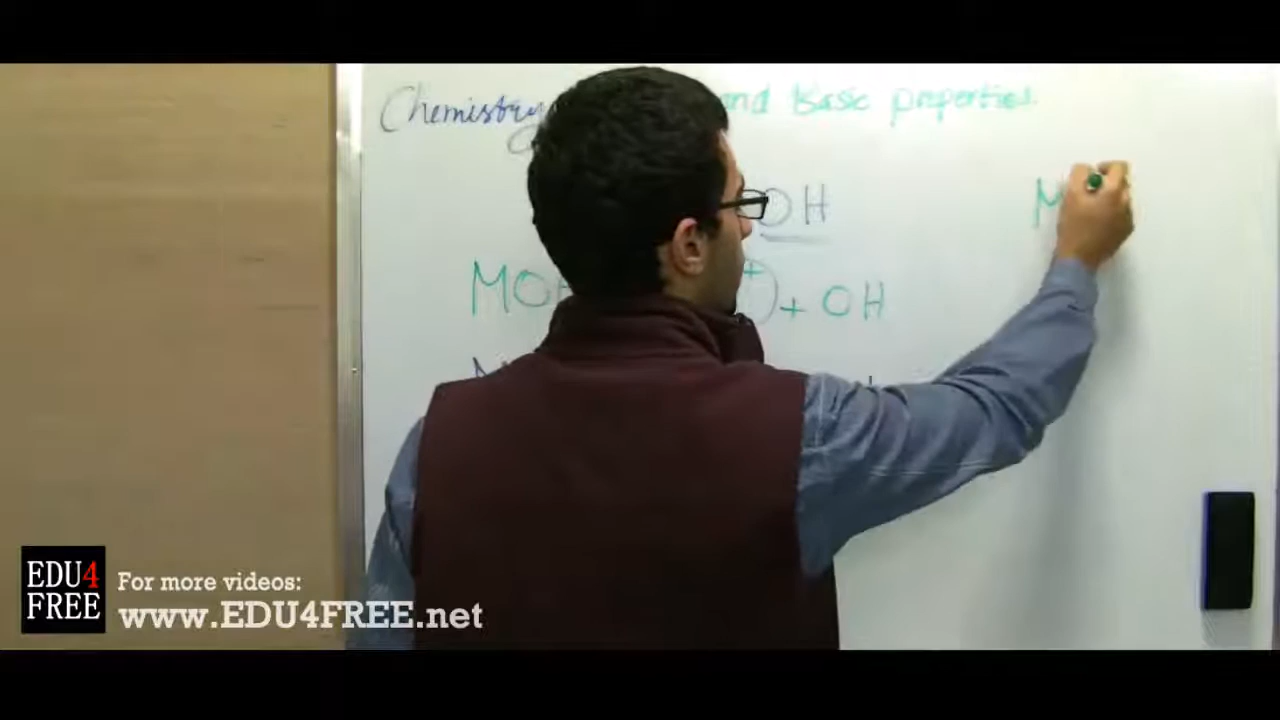 Chemistry and Basic properties
OH
M
MOH + + OH
EDU4
FREE
For more videos:
www.EDU4FREE.net